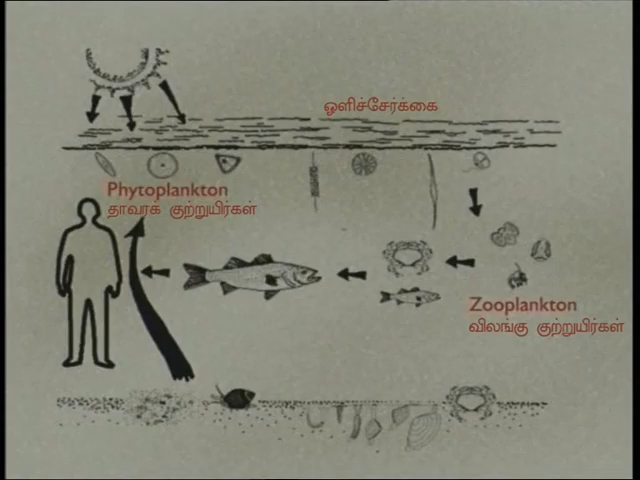 ஒளிச்சேர்க்கை
Phytoplankton
தாவரக் குற்றுயிர்கள்
Zooplankton
விலங்கு குற்றுயிர்கள்